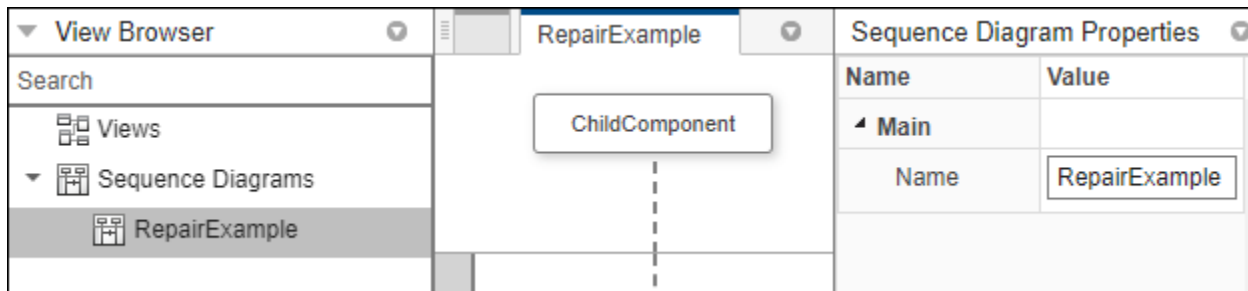 View Browser
Search
Views
Sequence Diagrams
RepairExample
RepairExample
ChildComponent
Sequence Diagram Properties
Name Value
Main
Name RepairExample